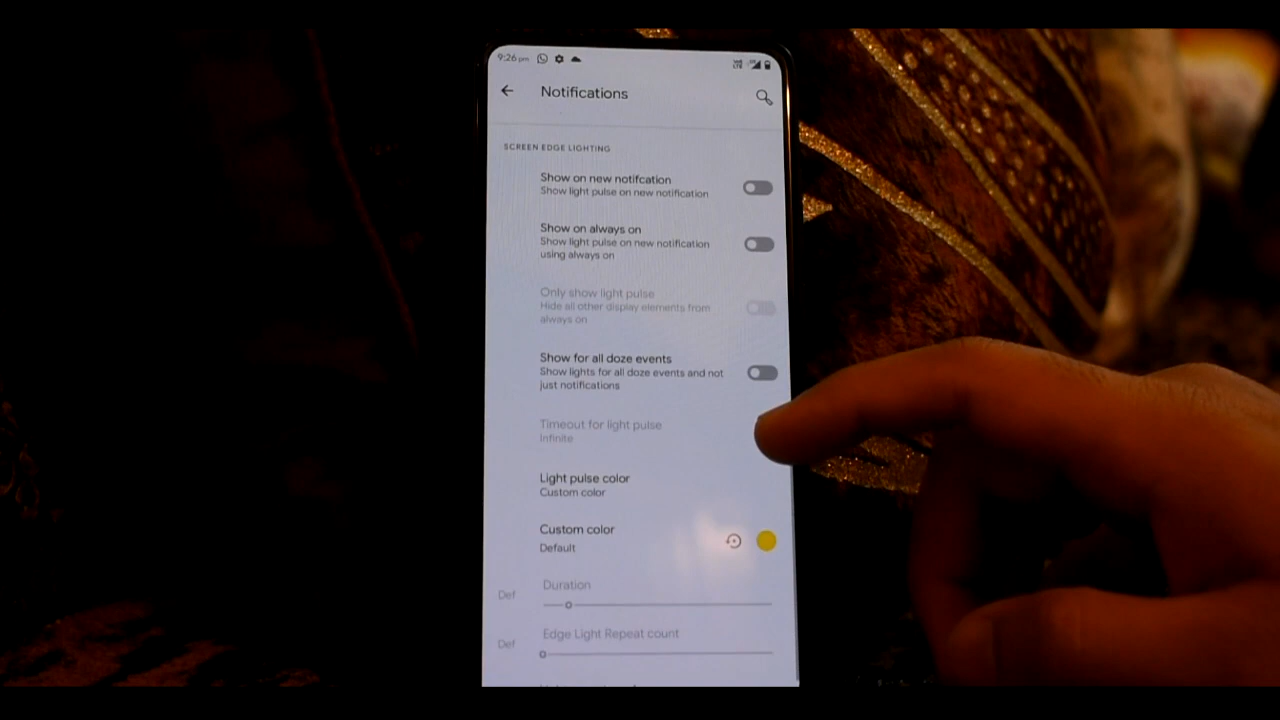 9:26 pm
Notifications
SCREEN EDGE LIGHTING
Show on new notifcation
Show light pulse on new notification
Show on always on
Show light pulse on new notification
using always on
Only show light pulse
Hide all other display elements from
always on
Show for all doze events
Show lights for all doze events and not
just notifications
Timeout for light pulse
Infinite
Light pulse color
Custom color
Custom color
Default
Duration
Def
Edge Light Repeat count
Def